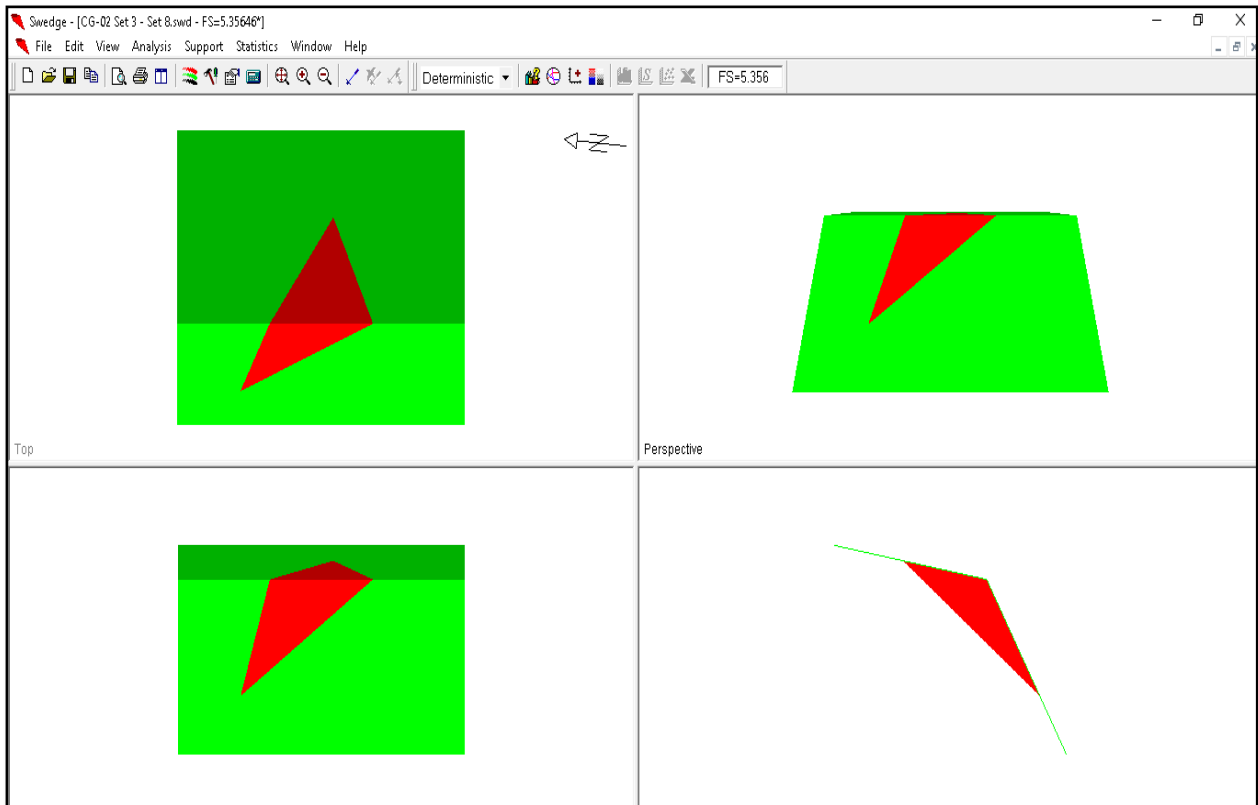 Swedge - [CG-02 Set 3 - Set 8.swd - FS=5.35646*]
File Edit View Analysis Support Statistics Window Help
Deterministic FS=5.356
N
Top
Perspective